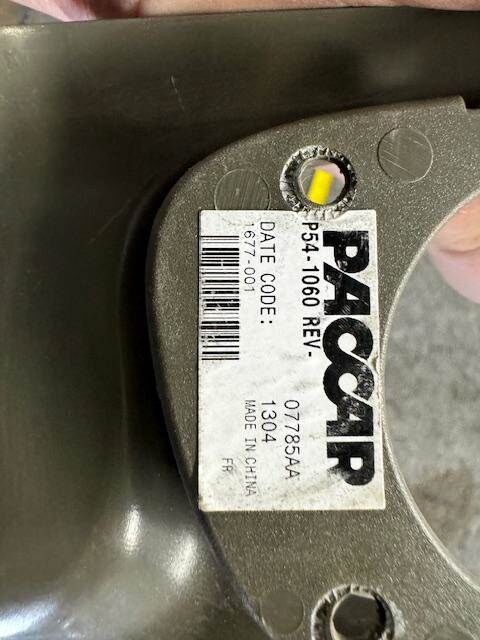 PACCAR
P54-1060 REV-
07785AA
DATE CODE: 1304
1677-001
MADE IN CHINA
FR